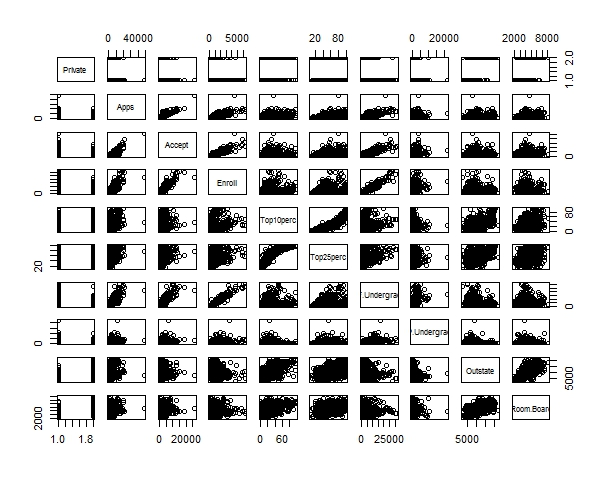 0 40000 0 5000 20 80 0 20000 2000 8000
Private 1.0 2.0
0 Apps
Accept 0
0 Enroll
Top10perc 0 80
20 Top25perc
.Undergrad 0
0 .Undergrad
Outstate 5000
2000 Room.Boar
1.0 1.8 0 20000 0 60 0 25000 5000